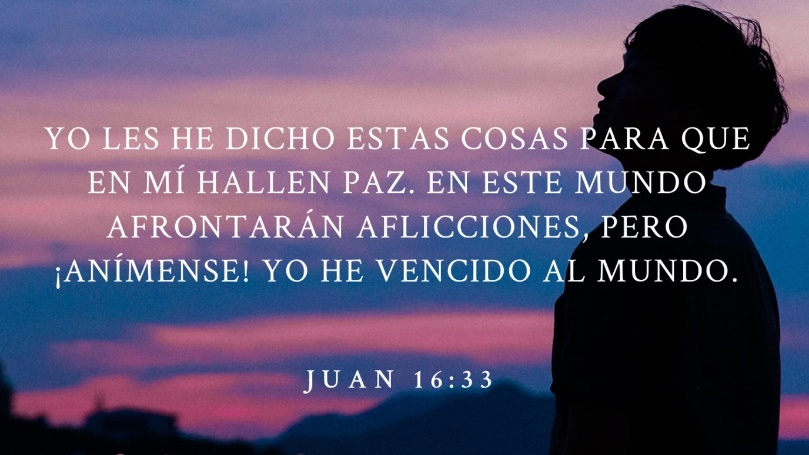 YO LES HE DICHO ESTAS COSAS PARA QUE
EN MÍ HALLEN PAZ. EN ESTE MUNDO
AFRONTARÁN AFLICCIONES, PERO
¡ANÍMENSE! YO HE VENCIDO AL MUNDO.
JUAN 16:33